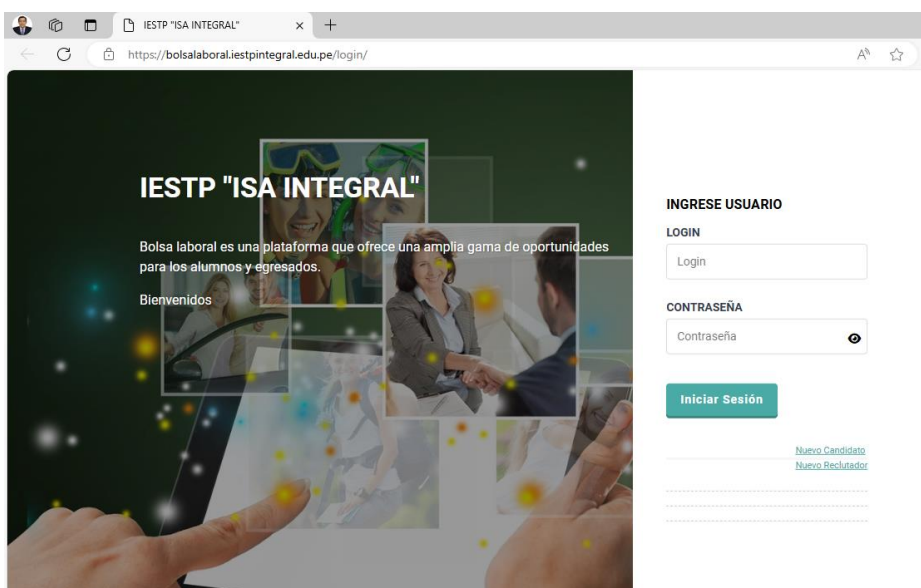 IESTP "ISA INTEGRAL"
https://bolsalaboral.iestpintegral.edu.pe/login/
IESTP "ISA INTEGRAL"
Bolsa laboral es una plataforma que ofrece una amplia gama de oportunidades
para los alumnos y egresados.
Bienvenidos
INGRESE USUARIO
LOGIN
Login
CONTRASEÑA
Contraseña
Iniciar Sesión
Nuevo Candidato
Nuevo Reclutador